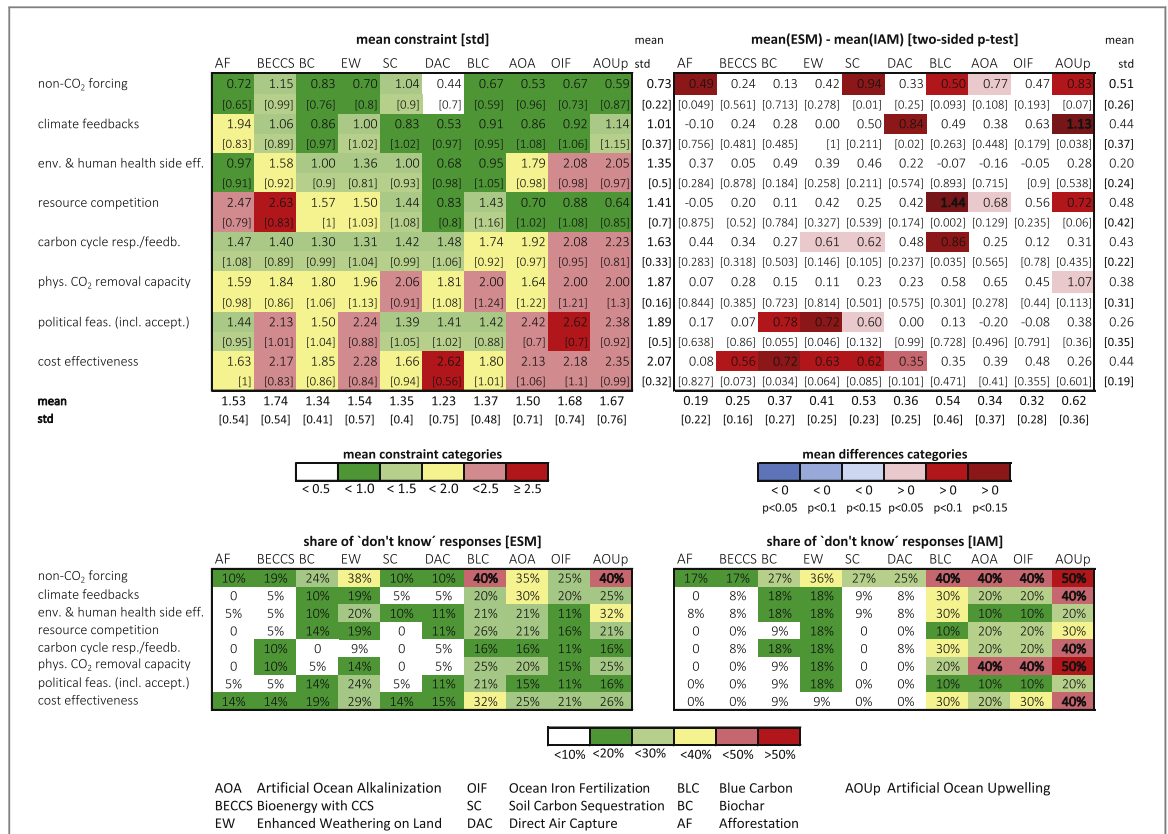 mean constraint [std] mean mean(ESM) - mean(IAM) [two-sided p-test] mean
AF BECCS BC EW SC DAC BLC AOA OIF AOUp std AF BECCS BC EW SC DAC BLC AOA OIF AOUp std
non-CO₂ forcing 0.72 1.15 0.83 0.70 1.04 0.44 0.67 0.53 0.67 0.59 0.73 0.49 0.24 0.13 0.42 0.94 0.33 0.50 0.77 0.47 0.83 0.51
[0.65] [0.99] [0.76] [0.8] [0.9] [0.7] [0.59] [0.96] [0.73] [0.87] [0.22] [0.049] [0.561] [0.713] [0.278] [0.01] [0.25] [0.093] [0.108] [0.193] [0.07] [0.26]
climate feedbacks 1.94 1.06 0.86 1.00 0.83 0.53 0.91 0.86 0.92 1.14 1.01 -0.10 0.24 0.28 0.00 0.50 0.84 0.49 0.38 0.63 1.13 0.44
[0.83] [0.89] [0.97] [1.02] [1.02] [0.97] [0.95] [0.92] [1.06] [1.15] [0.37] [0.756] [0.481] [0.485] [1] [0.211] [0.02] [0.263] [0.448] [0.179] [0.038] [0.37]
env. & human health side eff. 0.97 1.58 1.00 1.36 1.00 0.68 0.95 1.79 2.08 2.05 1.35 0.37 0.05 0.49 0.39 0.46 0.22 -0.07 -0.16 -0.05 0.28 0.20
[0.91] [0.92] [0.9] [0.81] [0.93] [0.98] [1.05] [0.98] [0.98] [0.97] [0.5] [0.284] [0.878] [0.184] [0.258] [0.211] [0.574] [0.893] [0.715] [0.9] [0.538] [0.24]
resource competition 2.47 2.63 1.57 1.50 1.44 0.83 1.43 0.70 0.88 0.64 1.41 -0.05 0.20 0.11 0.42 0.25 0.42 1.44 0.68 0.56 0.72 0.48
[0.79] [0.83] [1] [1.03] [1.08] [0.8] [1.16] [1.02] [1.08] [0.85] [0.7] [0.875] [0.52] [0.784] [0.327] [0.539] [0.174] [0.002] [0.129] [0.235] [0.06] [0.42]
carbon cycle resp./feedb. 1.47 1.40 1.30 1.31 1.42 1.48 1.74 1.92 2.08 2.23 1.63 0.44 0.34 0.27 0.61 0.62 0.48 0.86 0.25 0.12 0.31 0.43
[1.08] [0.89] [0.99] [1.04] [0.99] [1.06] [0.92] [0.97] [0.95] [0.81] [0.33] [0.283] [0.318] [0.503] [0.146] [0.105] [0.237] [0.035] [0.565] [0.78] [0.435] [0.22]
phys. CO₂ removal capacity 1.59 1.84 1.80 1.96 2.06 1.81 2.00 1.64 2.00 2.00 1.87 0.07 0.28 0.15 0.11 0.23 0.23 0.58 0.65 0.45 1.07 0.38
[0.98] [0.86] [1.06] [1.13] [0.91] [1.08] [1.24] [1.22] [1.21] [1.3] [0.16] [0.844] [0.385] [0.723] [0.814] [0.501] [0.575] [0.301] [0.278] [0.44] [0.113] [0.31]
political feas. (incl. accept.) 1.44 2.13 1.50 2.24 1.39 1.41 1.42 2.42 2.62 2.38 1.89 0.17 0.07 0.78 0.72 0.60 0.00 0.13 -0.20 -0.08 0.38 0.26
[0.95] [1.01] [1.04] [0.88] [1.05] [1.02] [0.88] [0.7] [0.7] [0.92] [0.5] [0.638] [0.86] [0.055] [0.046] [0.132] [0.99] [0.728] [0.496] [0.791] [0.36] [0.35]
cost effectiveness 1.63 2.17 1.85 2.28 1.66 2.62 1.80 2.13 2.18 2.35 2.07 0.08 0.56 0.72 0.63 0.62 0.35 0.35 0.39 0.48 0.26 0.44
[1] [0.83] [0.86] [0.84] [0.94] [0.56] [1.01] [1.06] [1.1] [0.99] [0.32] [0.827] [0.073] [0.034] [0.064] [0.085] [0.101] [0.471] [0.41] [0.355] [0.601] [0.19]
mean 1.53 1.74 1.34 1.54 1.35 1.23 1.37 1.50 1.68 1.67 0.19 0.25 0.37 0.41 0.53 0.36 0.54 0.34 0.32 0.62
std [0.54] [0.54] [0.41] [0.57] [0.4] [0.75] [0.48] [0.71] [0.74] [0.76] [0.22] [0.16] [0.27] [0.25] [0.23] [0.25] [0.46] [0.37] [0.28] [0.36]
mean constraint categories mean differences categories
< 0.5 < 1.0 < 1.5 < 2.0 <2.5 ≥ 2.5 < 0 < 0 < 0 > 0 > 0 > 0
p<0.05 p<0.1 p<0.15 p<0.05 p<0.1 p<0.15
share of `don't know´ responses [ESM] share of `don't know´ responses [IAM]
AF BECCS BC EW SC DAC BLC AOA OIF AOUp AF BECCS BC EW SC DAC BLC AOA OIF AOUp
non-CO₂ forcing 10% 19% 24% 38% 10% 10% 40% 35% 25% 40% 17% 17% 27% 36% 27% 25% 40% 40% 40% 50%
climate feedbacks 0 5% 10% 19% 5% 5% 20% 30% 20% 25% 0 8% 18% 18% 9% 8% 30% 20% 20% 40%
env. & human health side eff. 5% 5% 10% 20% 10% 11% 21% 21% 11% 32% 8% 8% 18% 18% 9% 8% 30% 10% 10% 20%
resource competition 0 5% 14% 19% 0 11% 26% 21% 16% 21% 0 0% 9% 18% 0% 0% 10% 20% 20% 30%
carbon cycle resp./feedb. 0 10% 0 9% 0 5% 16% 16% 11% 16% 0 8% 18% 18% 9% 8% 30% 20% 20% 40%
phys. CO₂ removal capacity 0 10% 5% 14% 0 5% 25% 20% 15% 25% 0 0% 9% 18% 0% 0% 20% 40% 40% 50%
political feas. (incl. accept.) 5% 5% 14% 24% 5% 11% 21% 15% 11% 16% 0% 0% 9% 18% 0% 0% 10% 10% 10% 20%
cost effectiveness 14% 14% 19% 29% 14% 15% 32% 25% 21% 26% 0% 0% 9% 9% 0% 0% 30% 20% 30% 40%
<10% <20% <30% <40% <50% >50%
AOA Artificial Ocean Alkalinization OIF Ocean Iron Fertilization BLC Blue Carbon AOUp Artificial Ocean Upwelling
BECCS Bioenergy with CCS SC Soil Carbon Sequestration BC Biochar
EW Enhanced Weathering on Land DAC Direct Air Capture AF Afforestation